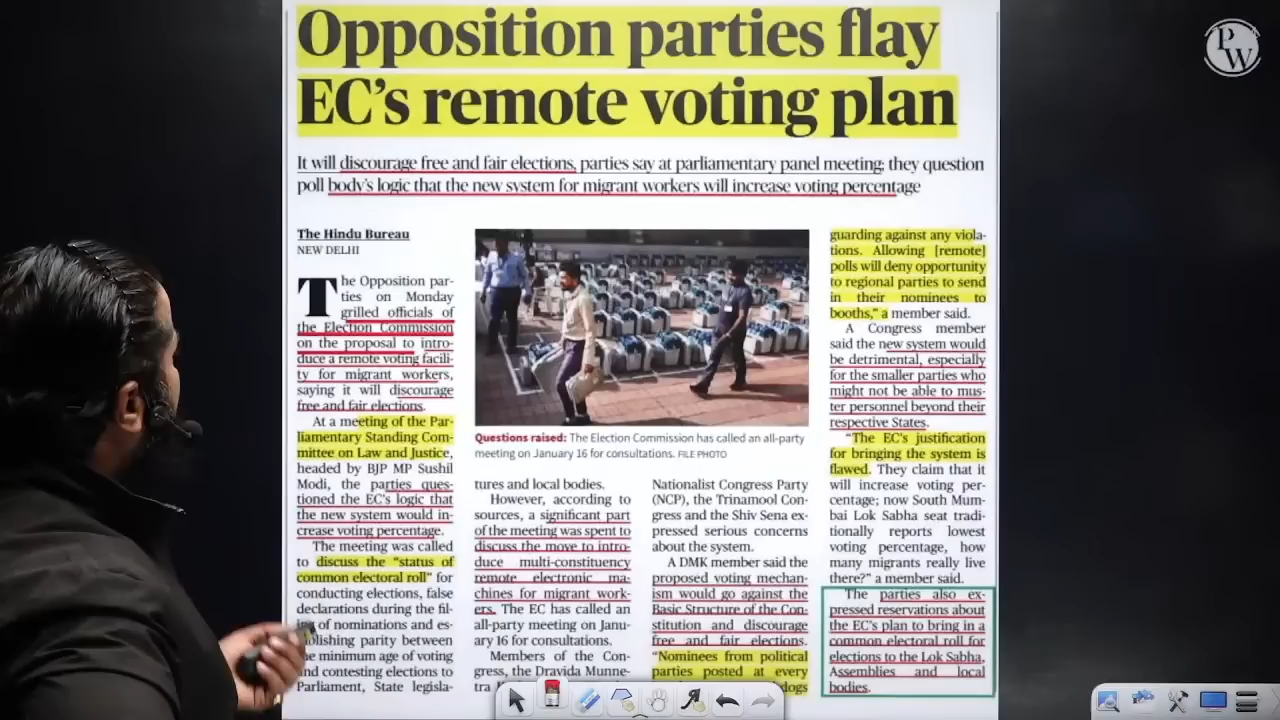 Opposition parties flay
EC's remote voting plan
It will discourage free and fair elections, parties say at parliamentary panel meeting; they question
poll body's logic that the new system for migrant workers will increase voting percentage
The Hindu Bureau
NEW DELHI
The Opposition par-
ties on Monday
grilled officials of
the Election Commission
on the proposal to intro-
duce a remote voting facili-
ty for migrant workers,
saying it will discourage
free and fair elections.
At a meeting of the Par-
liamentary Standing Com-
mittee on Law and Justice,
headed by BJP MP Sushil
Modi, the parties ques-
tioned the EC's logic that
the new system would in-
crease voting percentage.
The meeting was called
to discuss the "status of
common electoral roll" for
conducting elections, false
declarations during the fil-
of nominations and es-
parity between
minimum age of voting
and contesting elections to
Parliament, State legisla-
Questions raised: The Election Commission has called an all-party
meeting on January 16 for consultations. FILE PHOTO
tures and local bodies.
However, according to
sources, a significant part
of the meeting was spent to
discuss the move to intro-
duce multi-constituency
remote electronic ma-
chines for migrant work-
ers. The EC has called an
all-party meeting on Janu-
ary 16 for consultations.
Members of the Con-
gress, the Dravida Munne-
tra
Nationalist Congress Party
(NCP), the Trinamool Con-
gress and the Shiv Sena ex-
pressed serious concerns
about the system.
A DMK member said the
proposed voting mechan-
ism would go against the
Basic Structure of the Con-
stitution and discourage
free and fair elections.
"Nominees from political
parties posted at every
guarding against any viola-
tions. Allowing [remote]
polls will deny opportunity
to regional parties to send
in their nominees to
booths," a member said.
A Congress member
said the new system would
be detrimental, especially
for the smaller parties who
might not be able to mus-
ter personnel beyond their
respective States.
"The EC's justification
for bringing the system is
flawed. They claim that it
will increase voting per-
centage; now South Mum-
bai Lok Sabha seat tradi-
tionally reports lowest
voting percentage, how
many migrants really live
there?" a member said.
The parties also ex-
pressed reservations about
the EC's plan to bring in a
common electoral roll for
elections to the Lok Sabha,
Assemblies and local
bodies.
PW